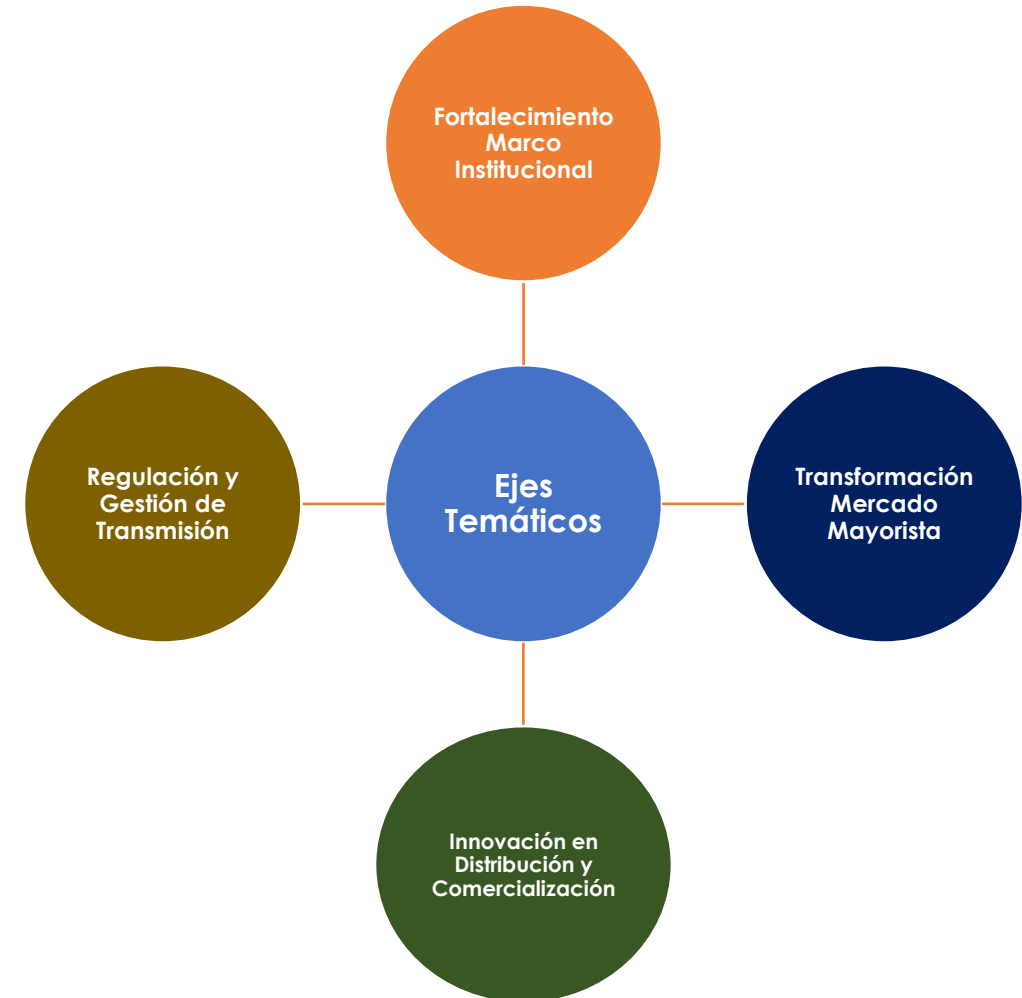 Fortalecimiento
Marco
Institucional
Regulación y
Gestión de
Transmisión
Ejes
Temáticos
Transformación
Mercado
Mayorista
Innovación en
Distribución y
Comercialización